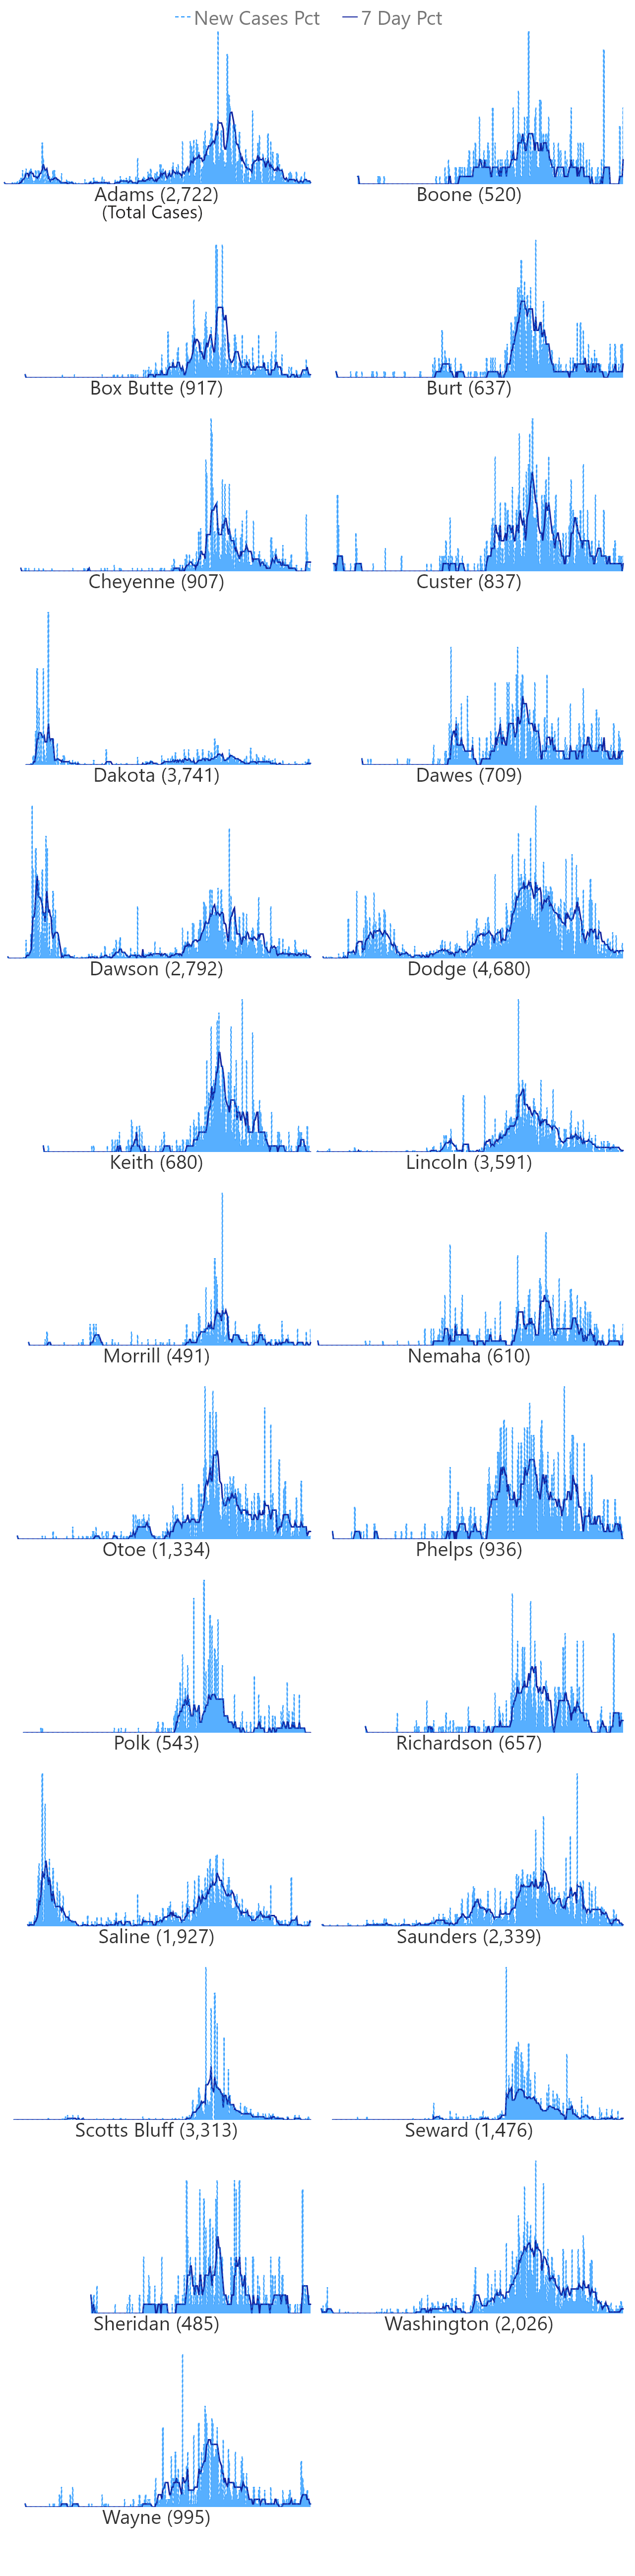 New Cases Pct 7 Day Pct
Adams (2,722) Boone (520)
(Total Cases)
Box Butte (917) Burt (637)
Cheyenne (907) Custer (837)
Dakota (3,741) Dawes (709)
Dawson (2,792) Dodge (4,680)
Keith (680) Lincoln (3,591)
Morrill (491) Nemaha (610)
Otoe (1,334) Phelps (936)
Polk (543) Richardson (657)
Saline (1,927) Saunders (2,339)
Scotts Bluff (3,313) Seward (1,476)
Sheridan (485) Washington (2,026)
Wayne (995)